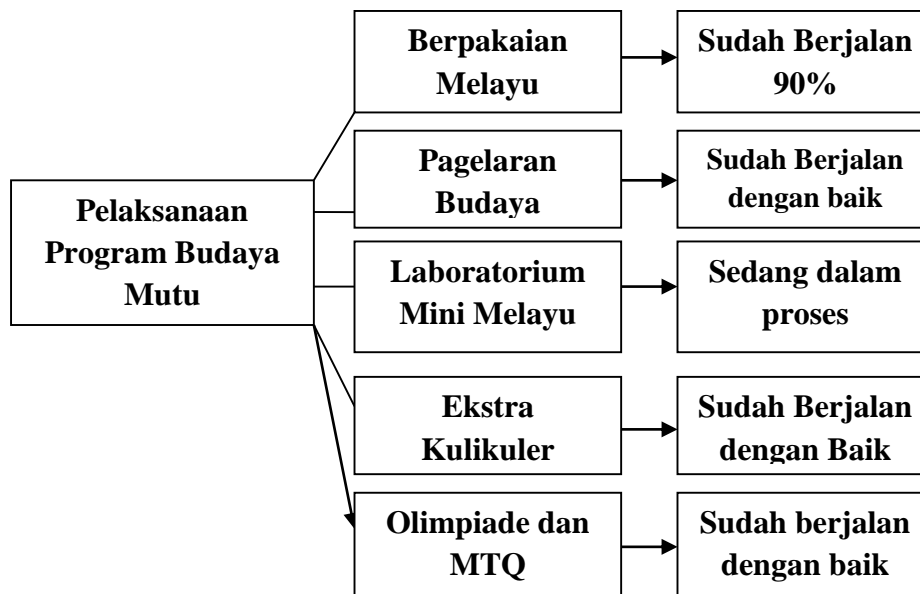 Berpakaian
Melayu
Sudah Berjalan
90%
Pagelaran
Budaya
Sudah Berjalan
dengan baik
Pelaksanaan
Program Budaya
Mutu
Laboratorium
Mini Melayu
Sedang dalam
proses
Ekstra
Kulikuler
Sudah Berjalan
dengan Baik
Olimpiade dan
MTQ
Sudah berjalan
dengan baik